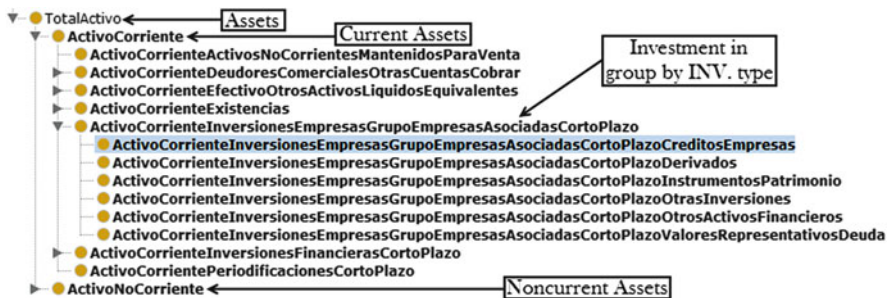 TotalActivo Assets
ActivoCorriente Current Assets
ActivoCorrienteActivosNoCorrientesMantenidosParaVenta
ActivoCorrienteDeudoresComercialesOtrasCuentasCobrar
ActivoCorrienteEfectivoOtrosActivosLiquidosEquivalentes
ActivoCorrienteExistencias
Investment in
group by INV. type
ActivoCorrienteInversionesEmpresasGrupoEmpresasAsociadasCortoPlazo
ActivoCorrienteInversionesEmpresasGrupoEmpresasAsociadasCortoPlazoCreditosEmpresas
ActivoCorrienteInversionesEmpresasGrupoEmpresasAsociadasCortoPlazoDerivados
ActivoCorrienteInversionesEmpresasGrupoEmpresasAsociadasCortoPlazoInstrumentosPatrimonio
ActivoCorrienteInversionesEmpresasGrupoEmpresasAsociadasCortoPlazoOtrasInversiones
ActivoCorrienteInversionesEmpresasGrupoEmpresasAsociadasCortoPlazoOtrosActivosFinancieros
ActivoCorrienteInversionesEmpresasGrupoEmpresasAsociadasCortoPlazoValoresRepresentativosDeuda
ActivoCorrienteInversionesFinancierasCortoPlazo
ActivoCorrientePeriodificacionesCortoPlazo
ActivoNoCorriente Noncurrent Assets